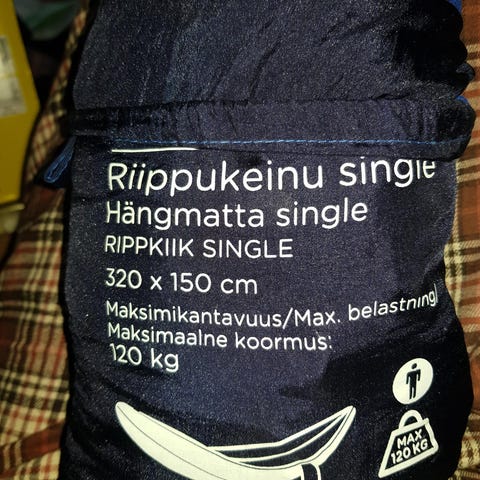 Riippukeinu single
Hängmatta single
RIPPKIIK SINGLE
320 x 150 cm
Maksimikantavuus/Max. belastning/
Maksimaalne koormus:
120 kg
MAX
120 KG